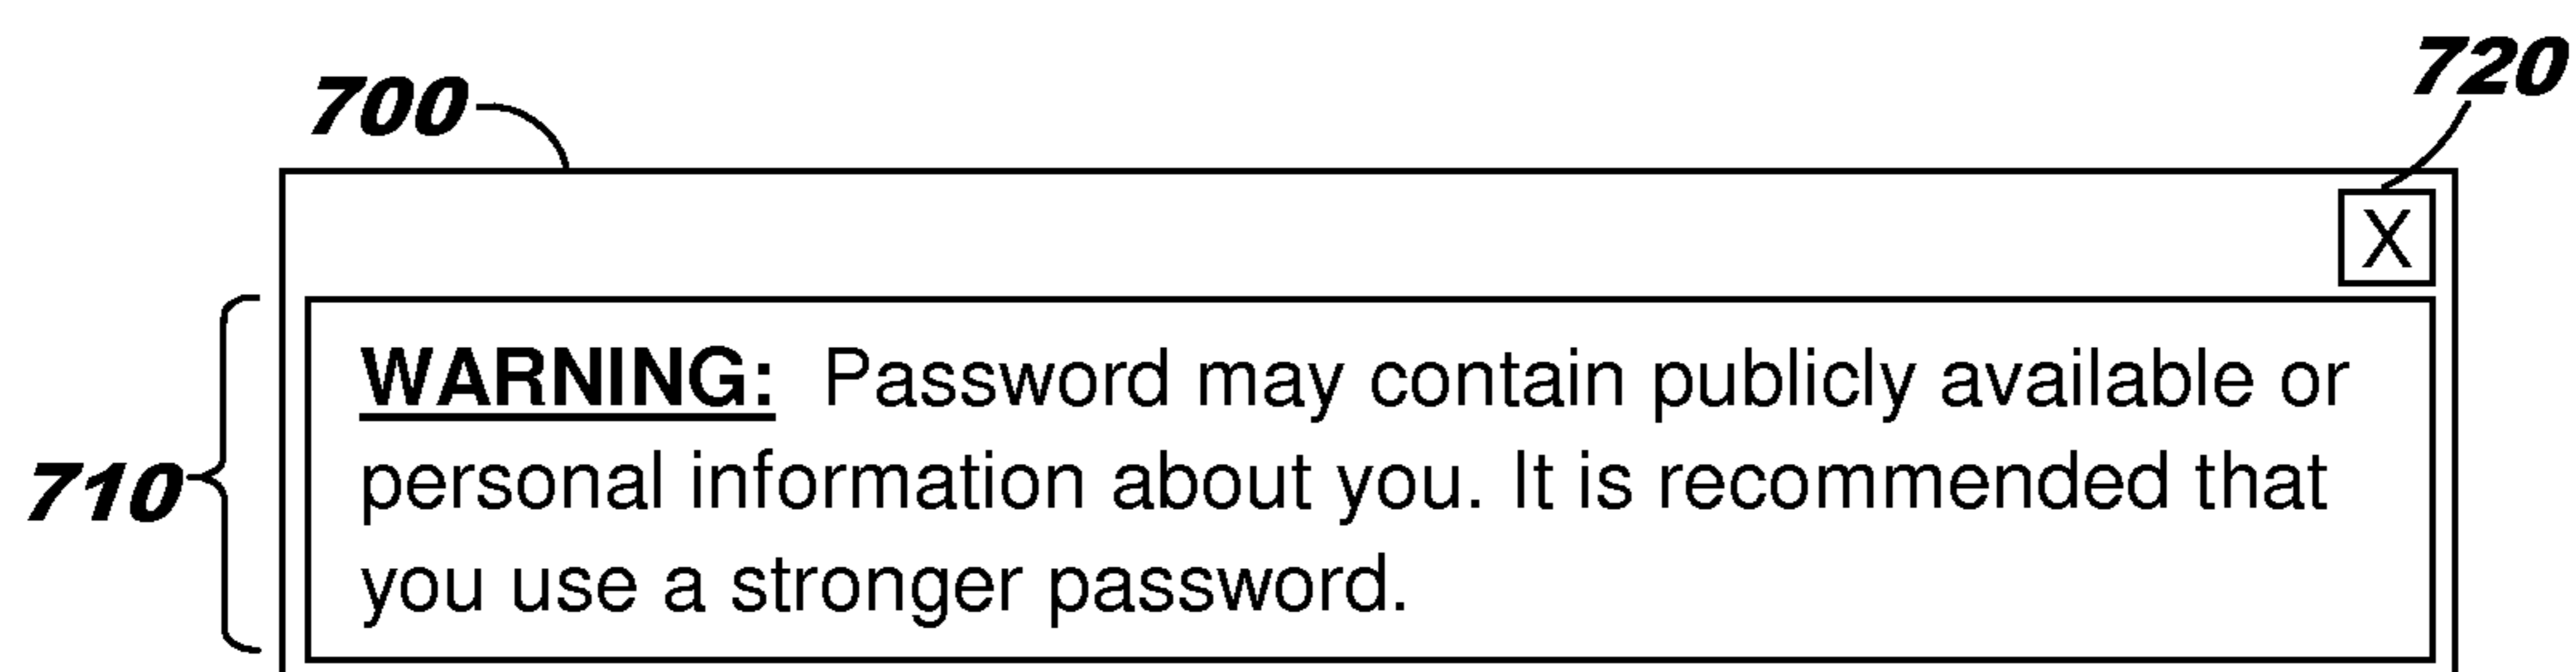 700
720
X
WARNING: Password may contain publicly available or
710
personal information about you. It is recommended that
you use a stronger password.